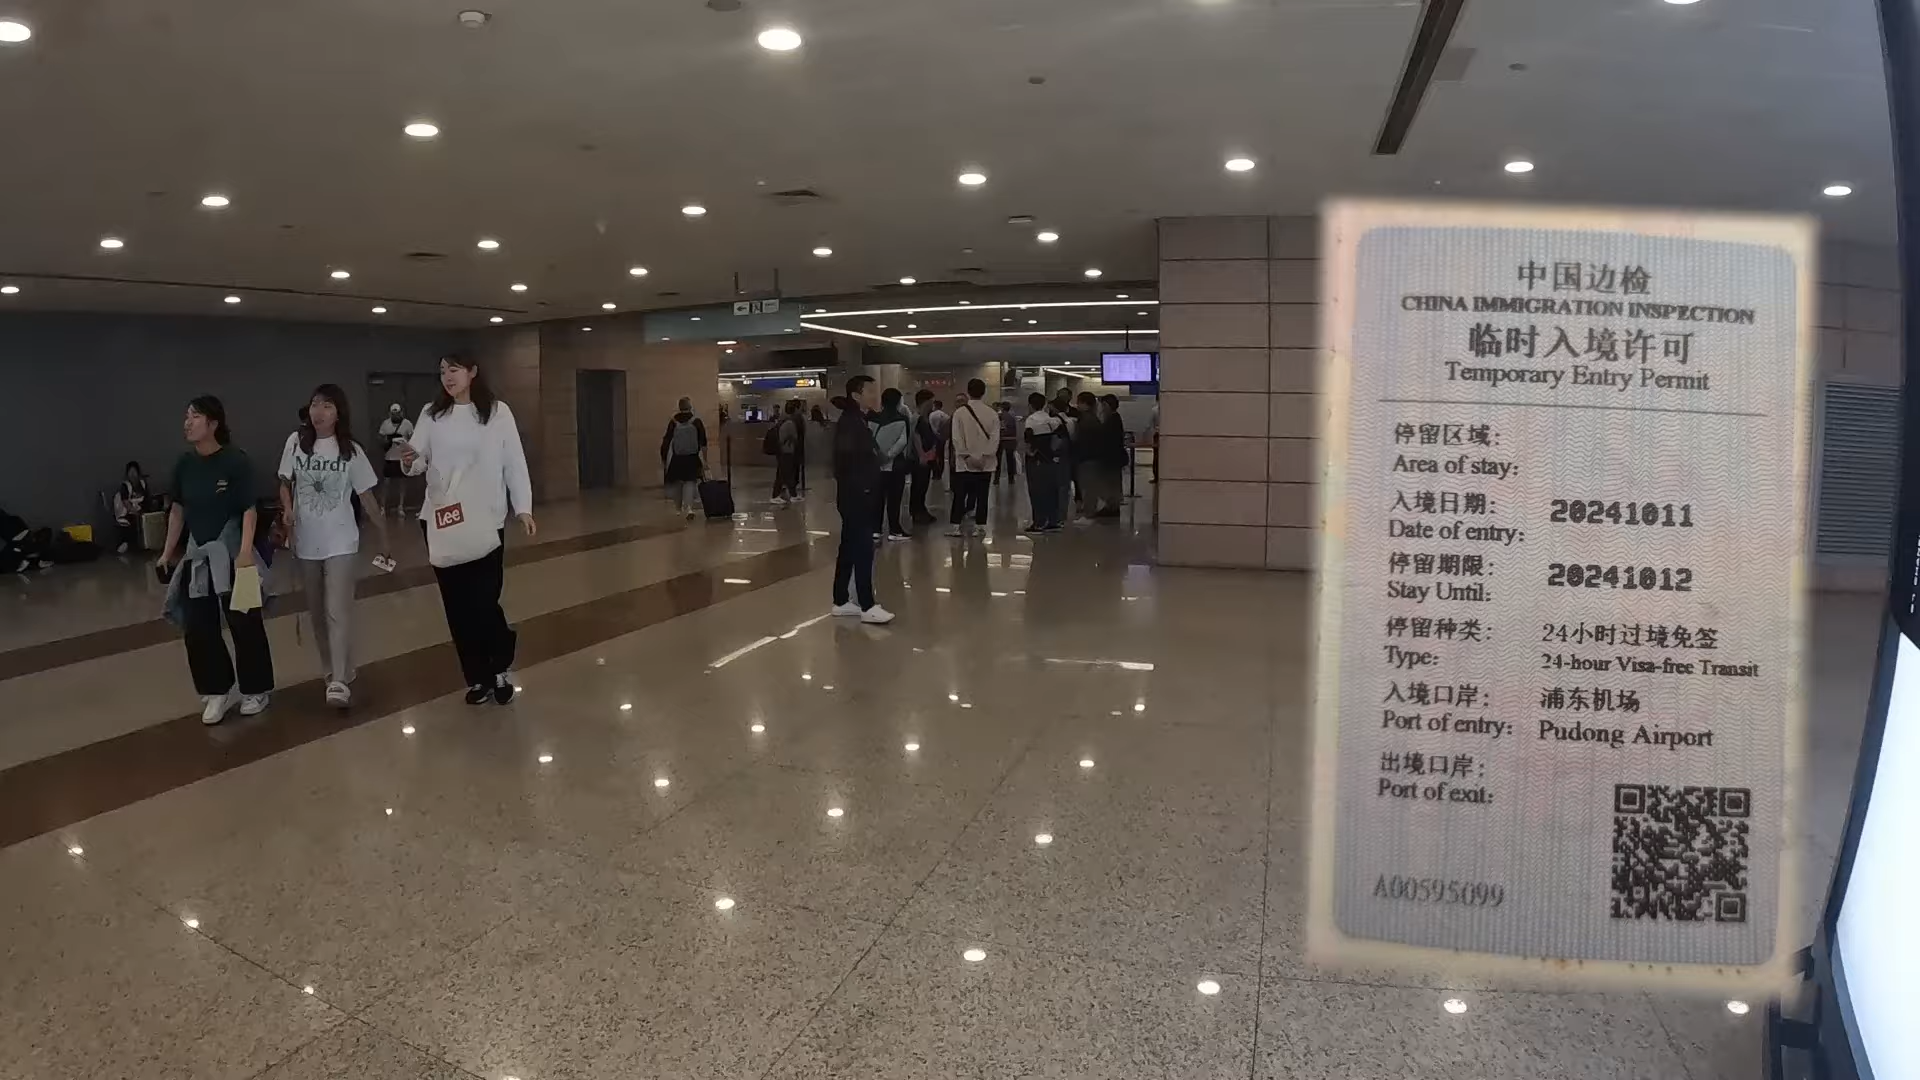 Mardi
Lee
中国边检
CHINA IMMIGRATION INSPECTION
临时入境许可
Temporary Entry Permit
停留区域:
Area of stay:
入境日期: 20241011
Date of entry:
停留期限: 20241012
Stay Until:
停留种类: 24小时过境免签
Type: 24-hour Visa-free Transit
入境口岸: 浦东机场
Port of entry: Pudong Airport
出境口岸:
Port of exit:
A00595099